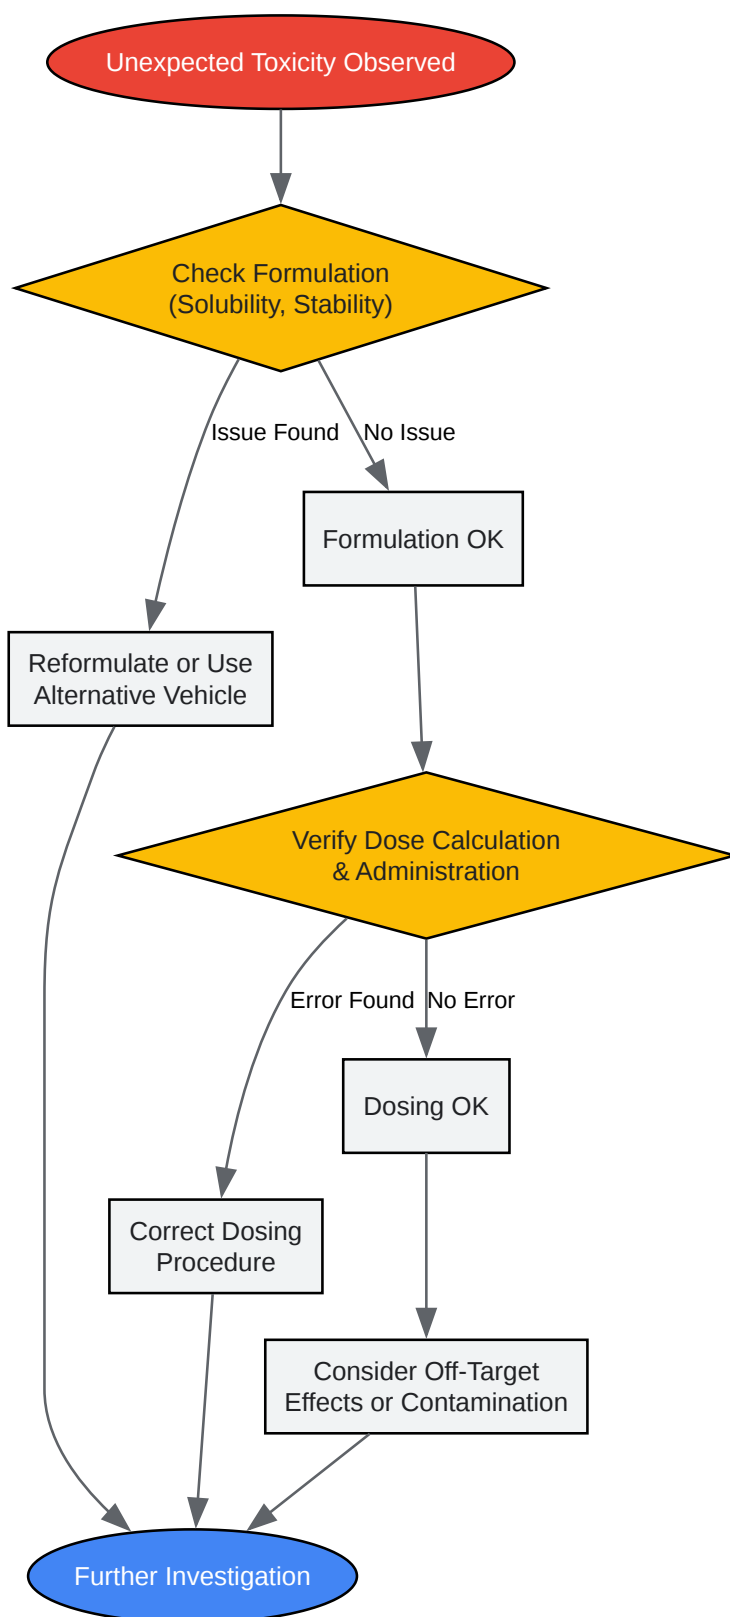 Unexpected Toxicity Observed
Check Formulation
(Solubility, Stability)
Issue Found
No Issue
Formulation OK
Reformulate or Use
Alternative Vehicle
Verify Dose Calculation
& Administration
Error Found
No Error
Dosing OK
Correct Dosing
Procedure
Consider Off-Target
Effects or Contamination
Further Investigation